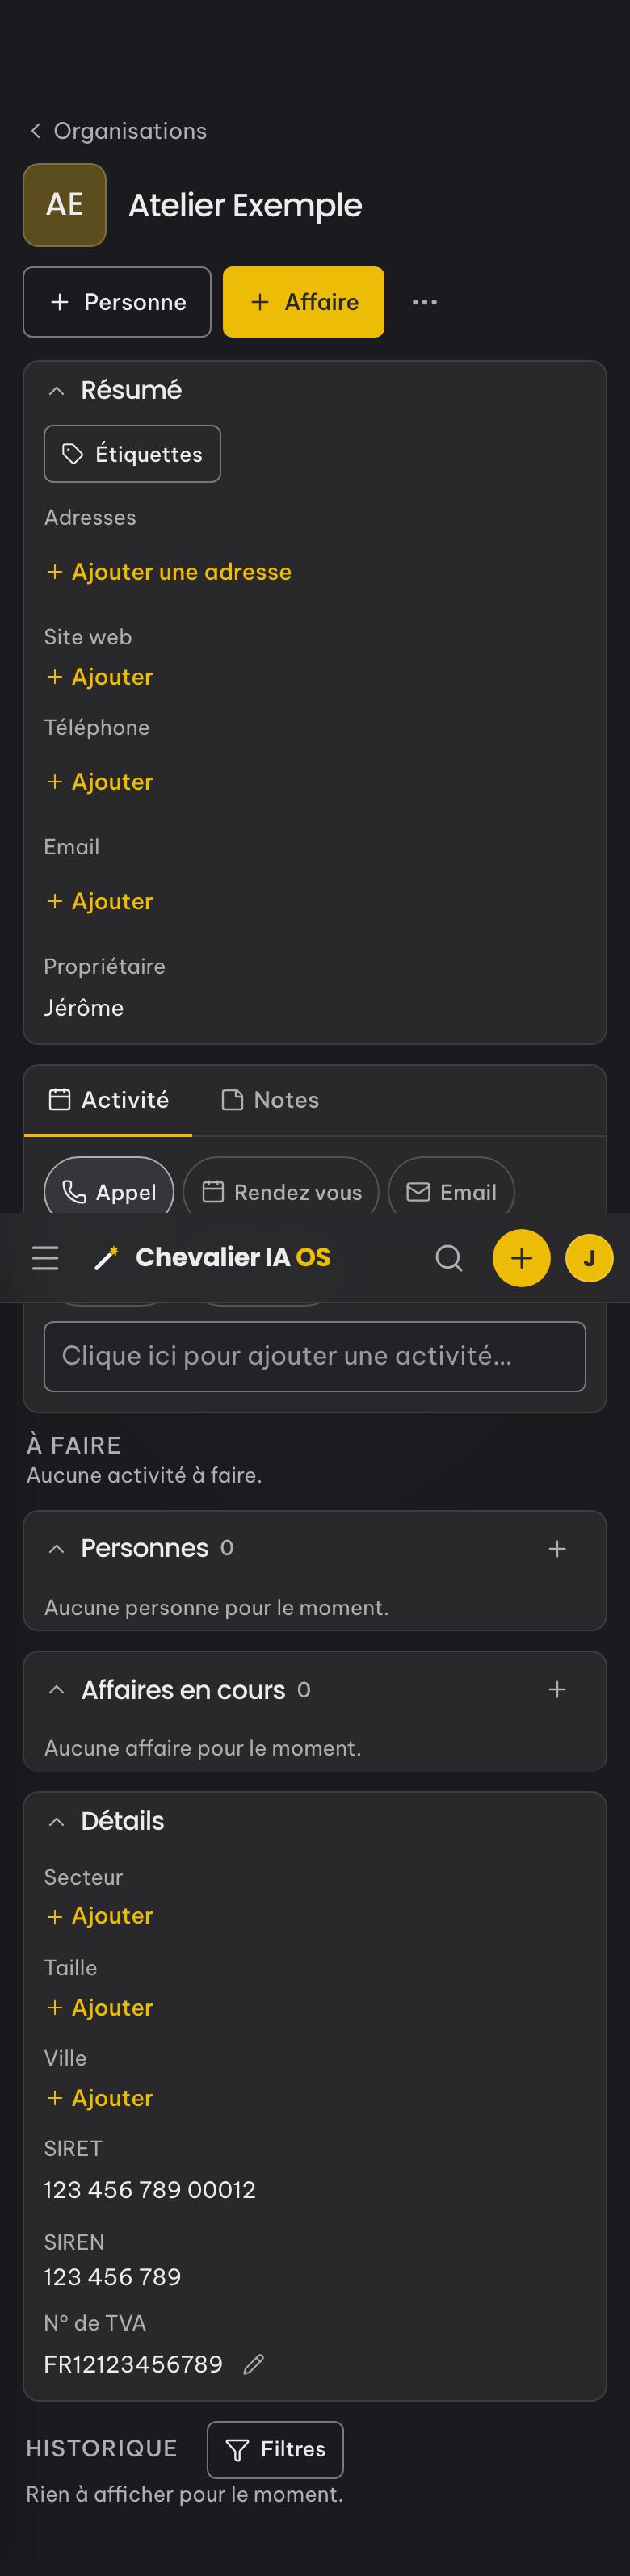 Organisations
AE
Atelier Exemple
Personne
Affaire
Résumé
Étiquettes
Adresses
Ajouter une adresse
Site web
Ajouter
Téléphone
Ajouter
Email
Ajouter
Propriétaire
Jérôme
Activité
Notes
Appel
Rendez vous
Email
Chevalier IA OS
J
Clique ici pour ajouter une activité...
À FAIRE
Aucune activité à faire.
Personnes 0
Aucune personne pour le moment.
Affaires en cours 0
Aucune affaire pour le moment.
Détails
Secteur
Ajouter
Taille
Ajouter
Ville
Ajouter
SIRET
123 456 789 00012
SIREN
123 456 789
N° de TVA
FR12123456789
HISTORIQUE
Filtres
Rien à afficher pour le moment.